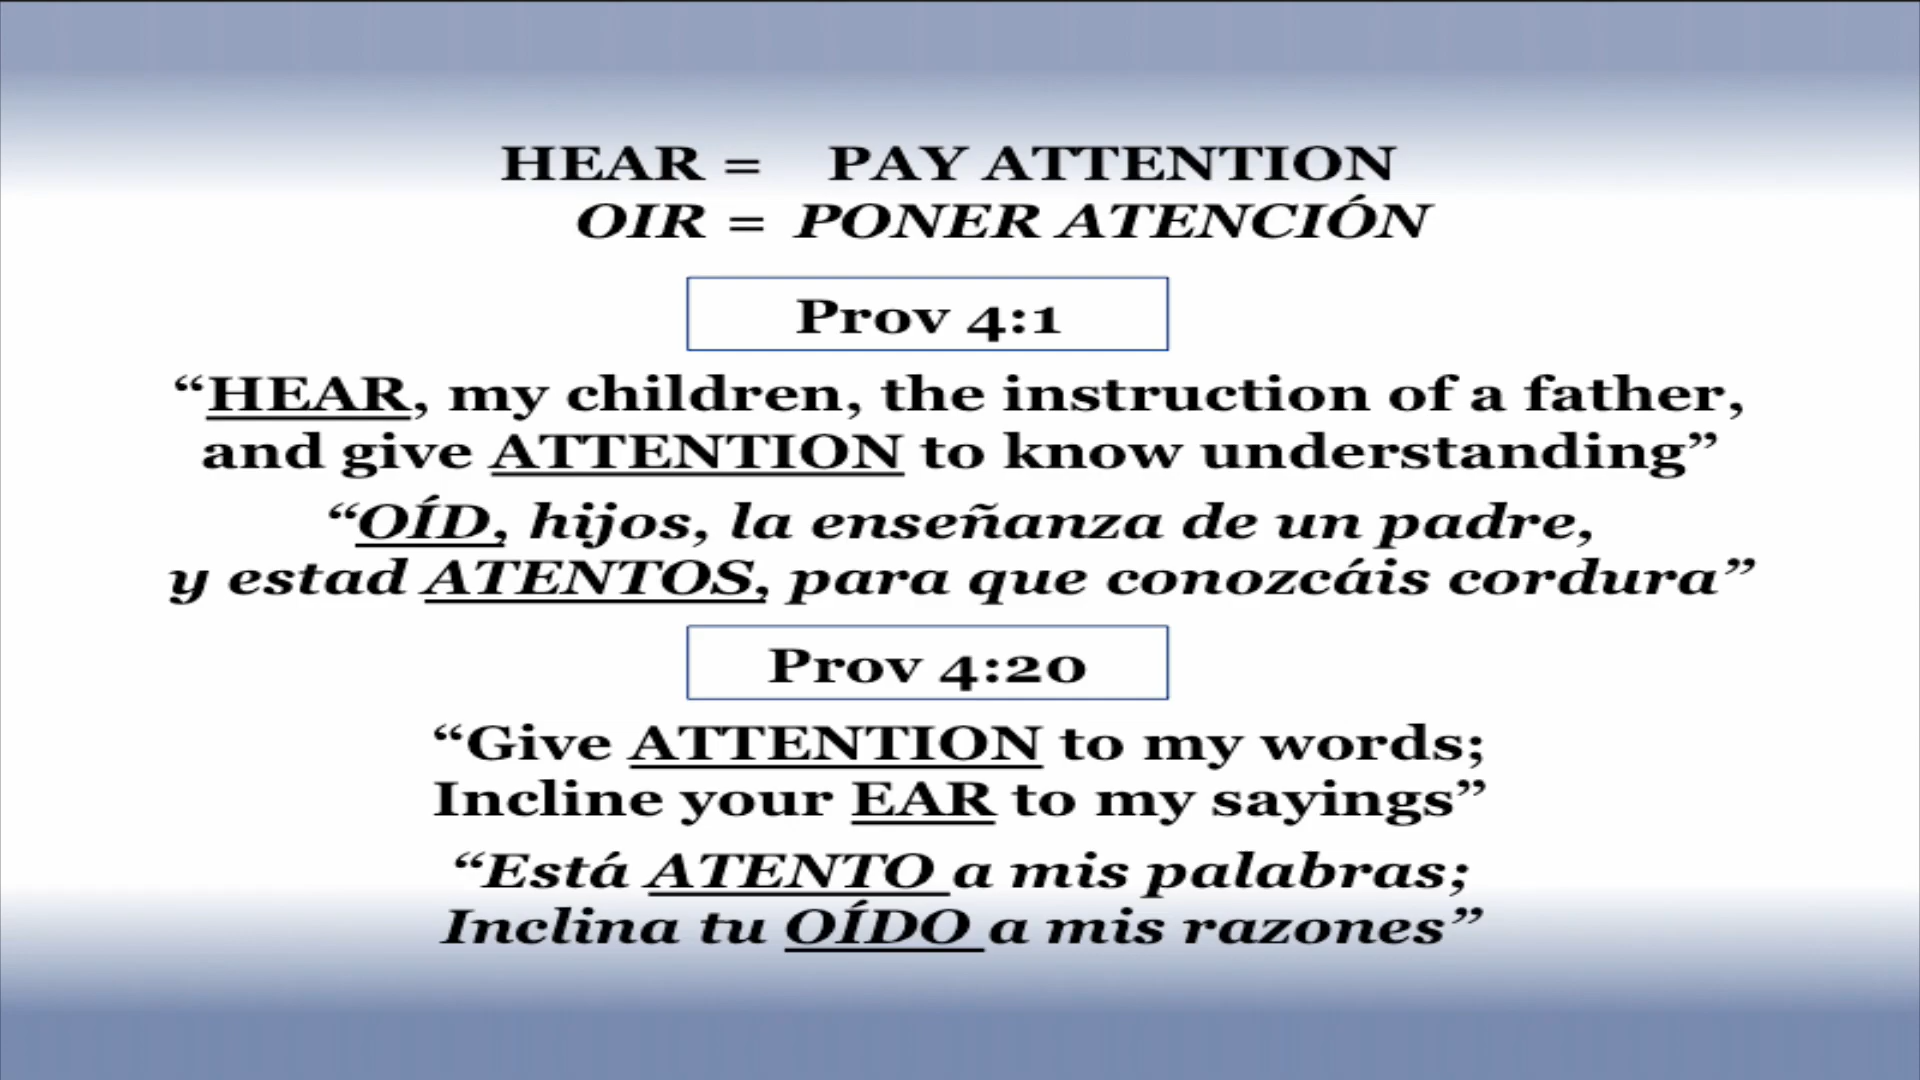 HEAR = PAY ATTENTION
OIR = PONER ATENCIÓN
Prov 4:1
“HEAR, my children, the instruction of a father,
and give ATTENTION to know understanding”
“OÍD, hijos, la enseñanza de un padre,
y estad ATENTOS, para que conozcáis cordura”
Prov 4:20
“Give ATTENTION to my words;
Incline your EAR to my sayings”
“Está ATENTO a mis palabras;
Inclina tu OÍDO a mis razones”